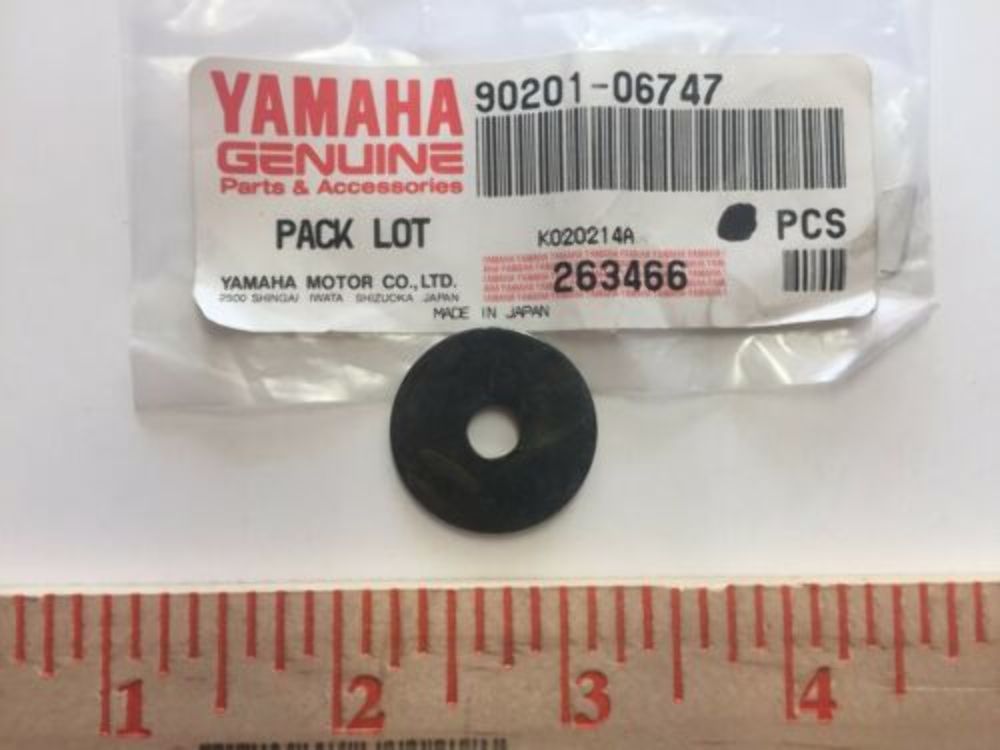 YAMAHA
GENUINE
Parts & Accessories
90201-06747
PACK LOT
K020214A
PCS
YAMAHA MOTOR CO.,LTD.
2500 SHINGAI IWATA SHIZUOKA JAPAN
263466
MADE IN JAPAN
1 2 3 4